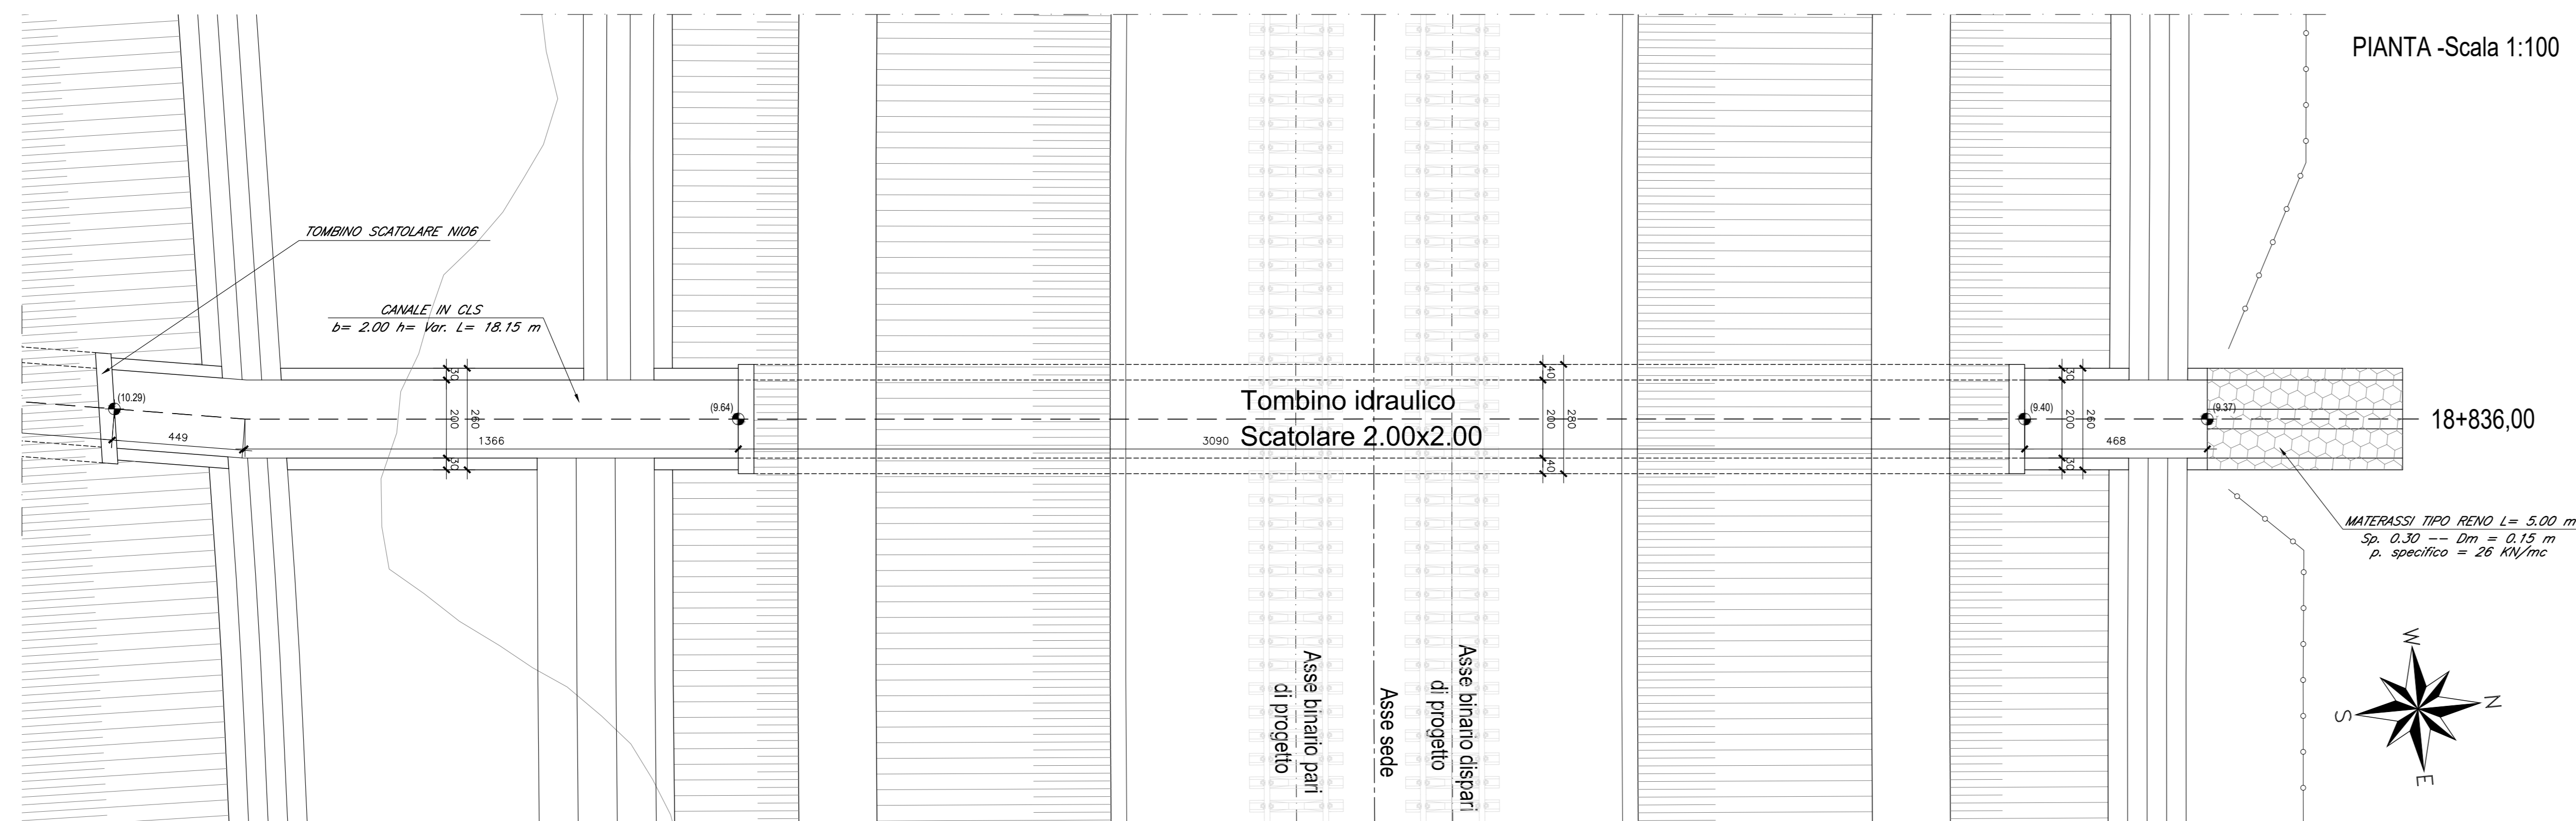 PIANTA -Scala 1:100
TOMBINO SCATOLARE NI06
CANALE IN CLS
b= 2.00 h= Var. L= 18.15 m
(10.29)
449
30
200
260
30
1366
(9.64)
3090
Tombino idraulico
Scatolare 2.00x2.00
40
200
280
40
(9.40)
30
200
260
30
468
(9.37)
18+836,00
MATERASSI TIPO RENO L= 5.00 m
Sp. 0.30 -- Dm = 0.15 m
p. specifico = 26 KN/mc
Asse binario pari
di progetto
Asse sede
Asse binario dispari
di progetto
W
N
S
E